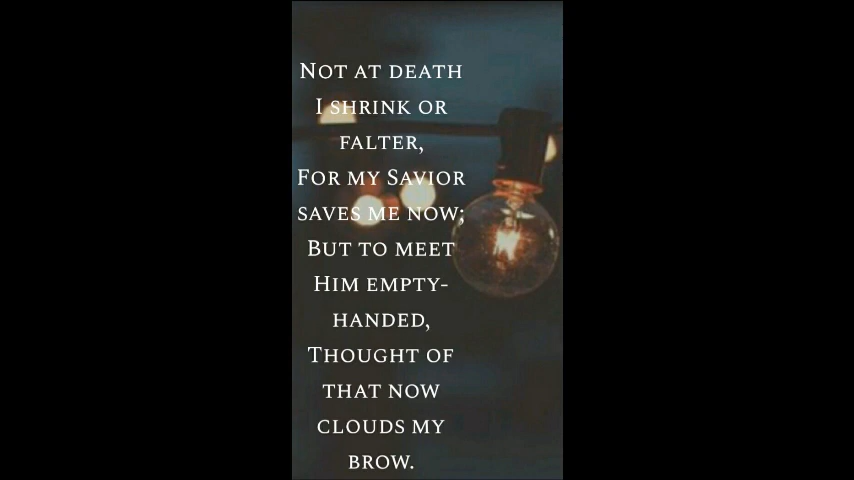 Not at death
I shrink or
falter,
For my Savior
saves me now;
But to meet
Him empty-
handed,
Thought of
that now
clouds my
brow.